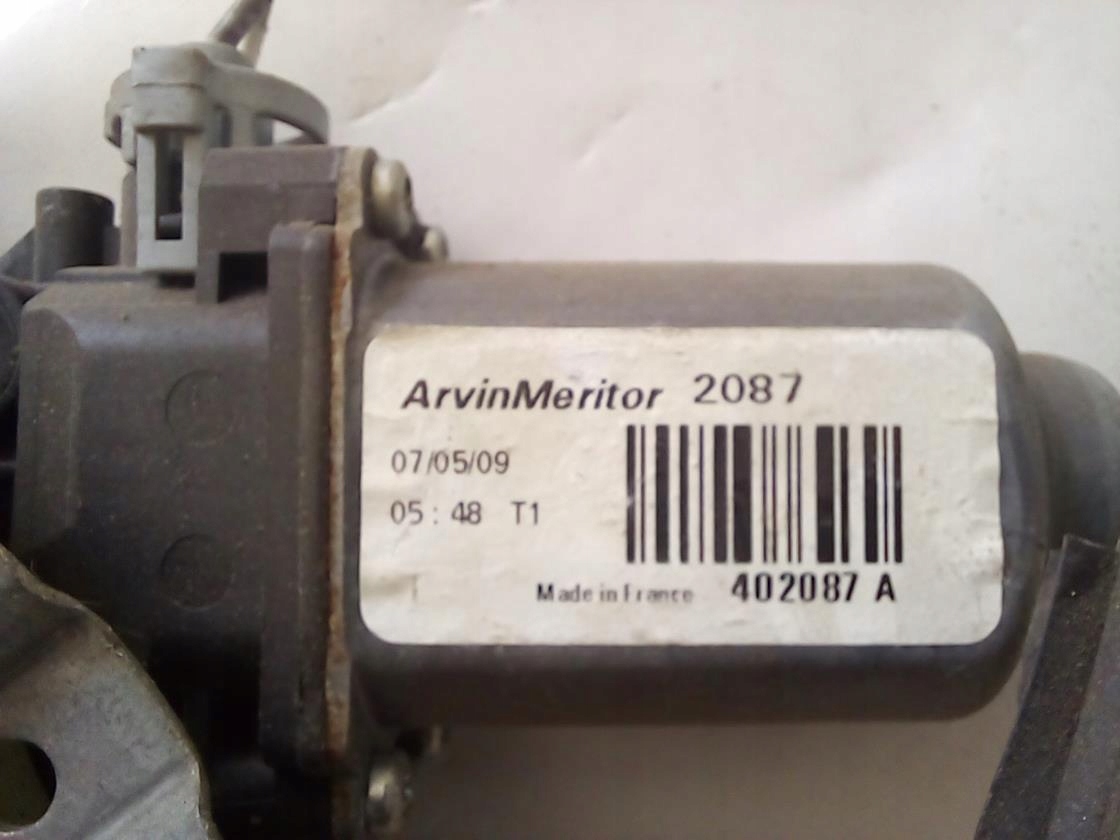 ArvinMeritor 2087
07/05/09
05 : 48 T1
Made in France 402087 A